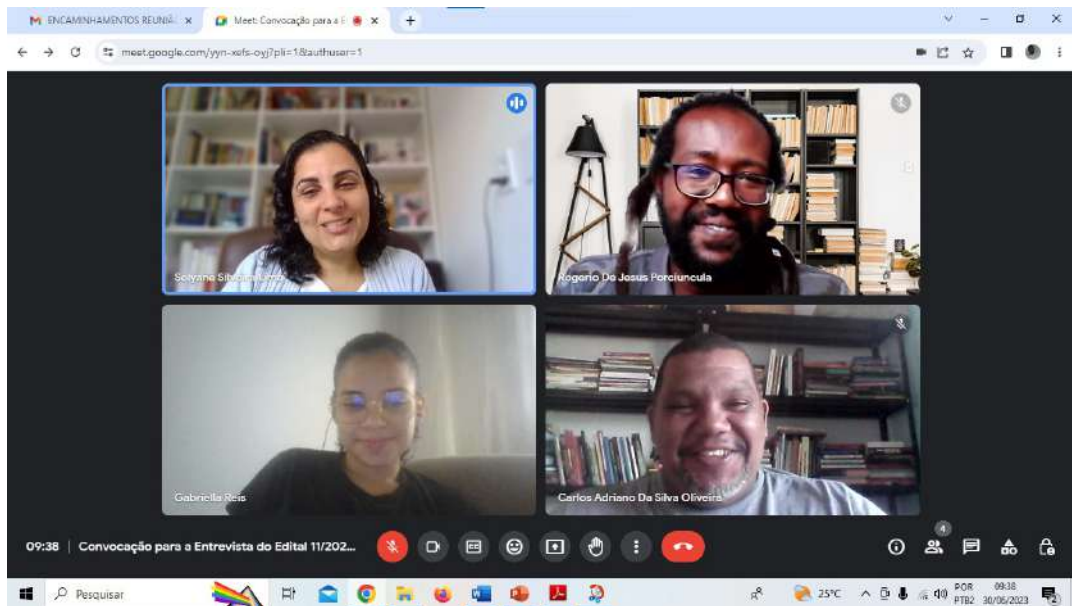 ENCAMINHAMENTOS REUNIÃ
Meet: Convocação para a E
meet.google.com/yyn-xefs-oyj?pli=1&authuser=1
Rogerio De Jesus Porciuncula
Gabriella Reis
Carlos Adriano Da Silva Oliveira
4
09:38 | Convocação para a Entrevista do Edital 11/202...
Pesquisar
25°C
POR
PTB2
09:38
30/06/2023
2